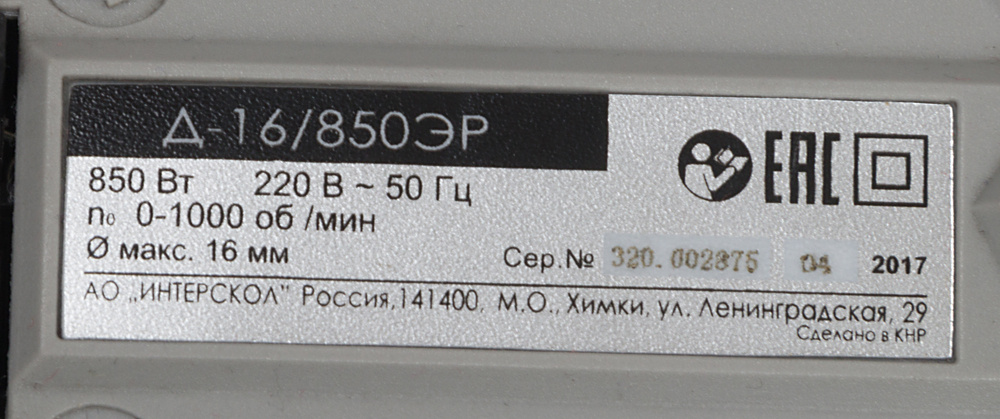 Д-16/850ЭР
850 Вт 220 В ~ 50 Гц
n₀ 0-1000 об /мин
Ø макс. 16 мм
EAC
Сер.№ 320.002875 04 2017
АО „ИНТЕРСКОЛ" Россия,141400, М.О., Химки, ул. Ленинградская, 29
Сделано в КНР